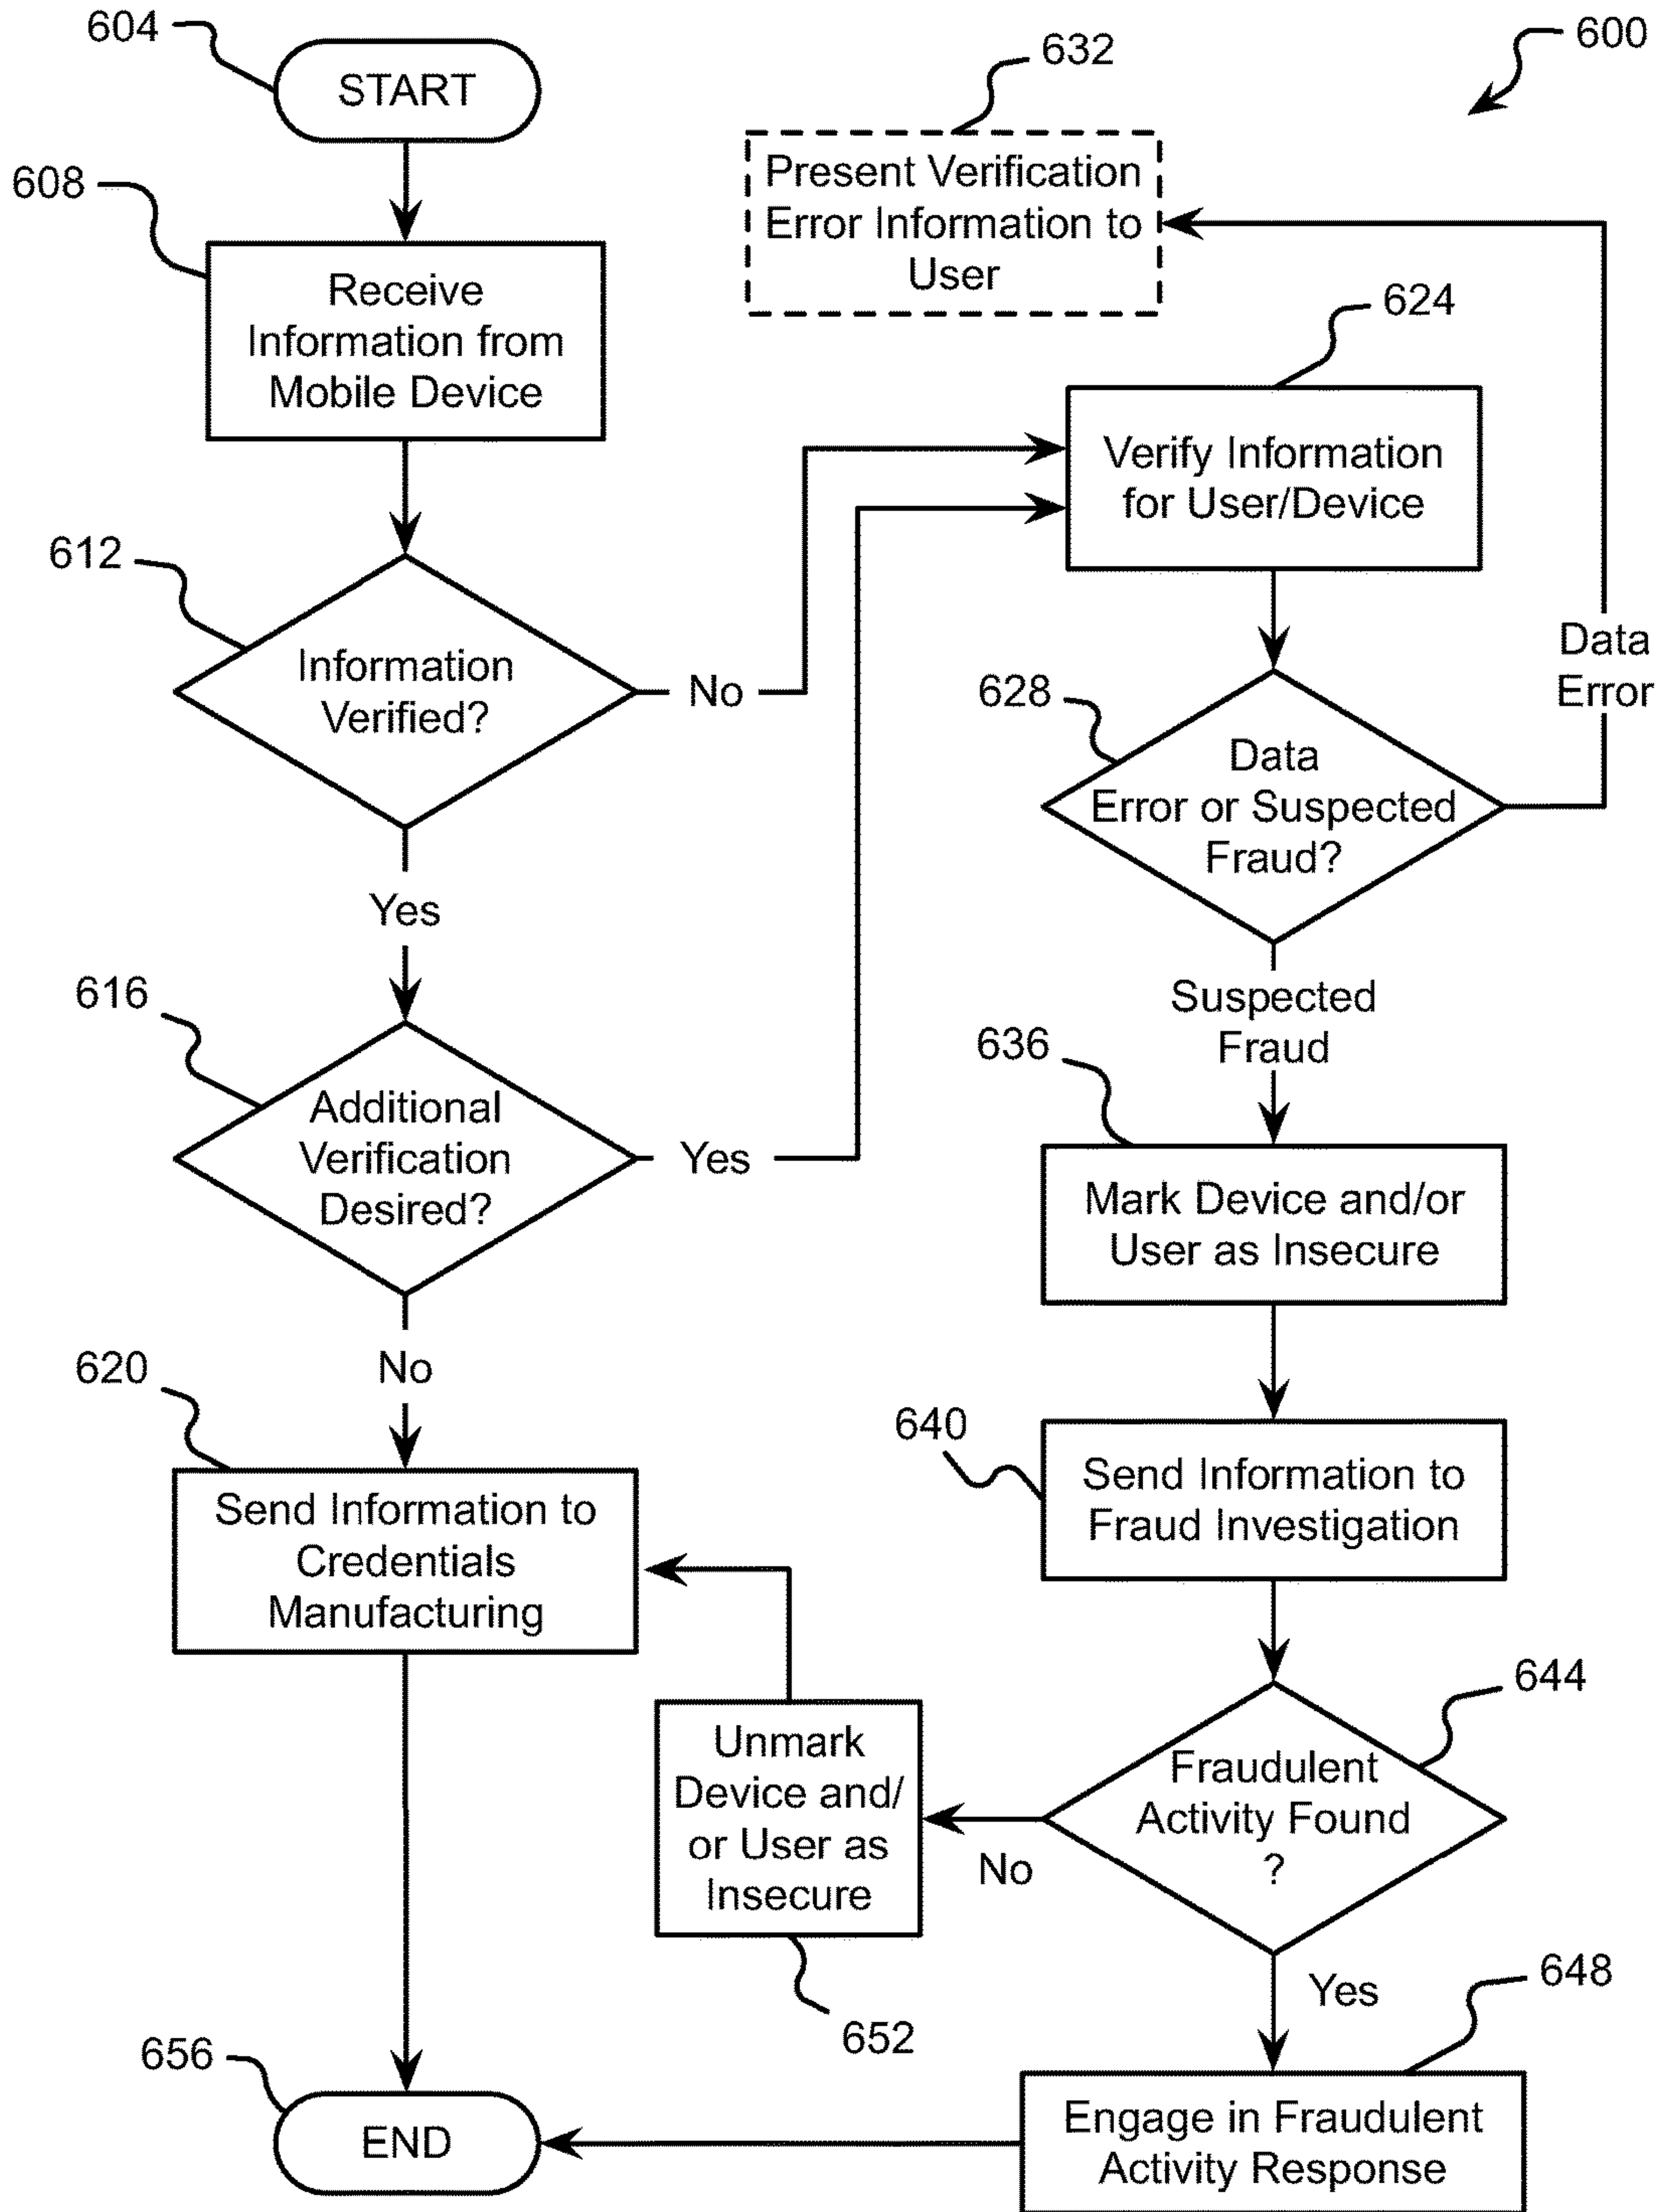 604
START
632
600
Present Verification
Error Information to
User
608
Receive
Information from
Mobile Device
624
Verify Information
for User/Device
612
Information
Verified?
No
Data
Error
628
Data
Error or Suspected
Fraud?
Yes
616
Additional
Verification
Desired?
Yes
Suspected
Fraud
636
Mark Device and/or
User as Insecure
No
620
Send Information to
Credentials
Manufacturing
640
Send Information to
Fraud Investigation
644
Fraudulent
Activity Found
?
No
Unmark
Device and/
or User as
Insecure
652
Yes
648
656
END
Engage in Fraudulent
Activity Response